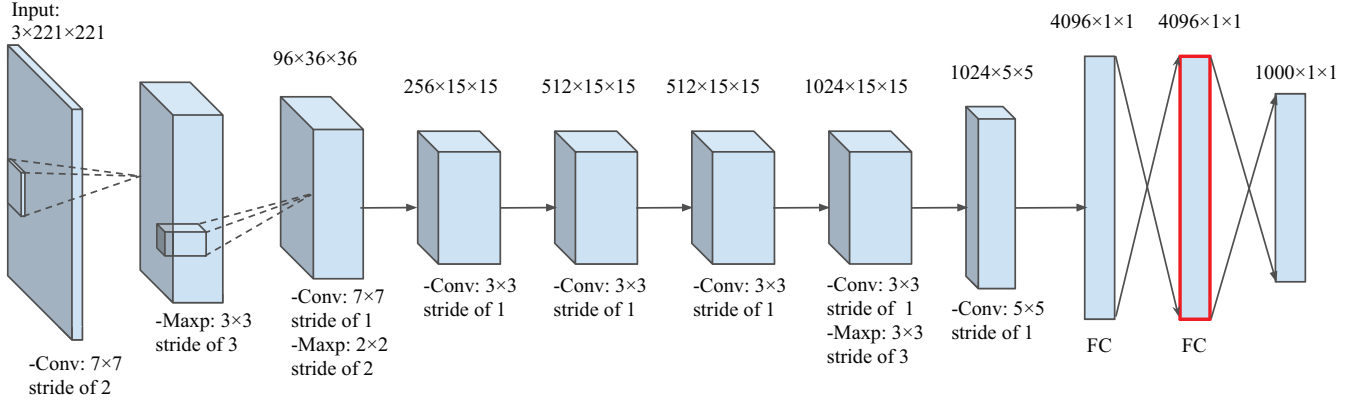 Input:
3×221×221
96×36×36
256×15×15
512×15×15
512×15×15
1024×15×15
1024×5×5
4096×1×1
4096×1×1
1000×1×1
-Conv: 7×7
stride of 2
-Maxp: 3×3
stride of 3
-Conv: 7×7
stride of 1
-Maxp: 2×2
stride of 2
-Conv: 3×3
stride of 1
-Conv: 3×3
stride of 1
-Conv: 3×3
stride of 1
-Conv: 3×3
stride of 1
-Maxp: 3×3
stride of 3
-Conv: 5×5
stride of 1
FC
FC